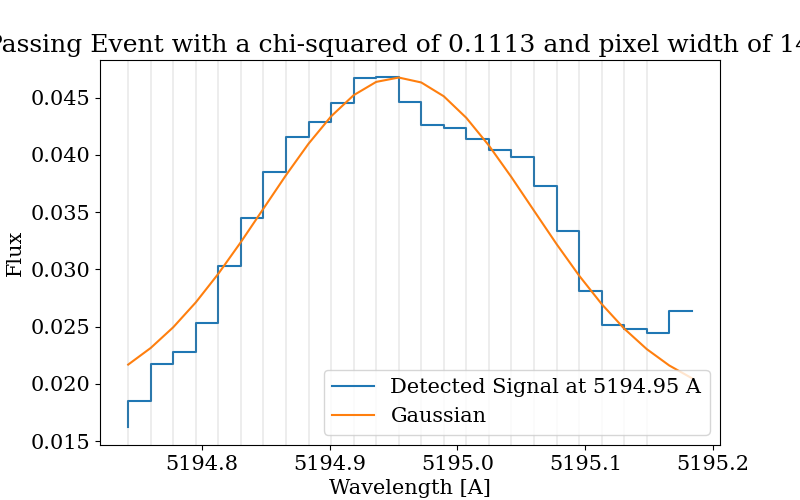 Passing Event with a chi-squared of 0.1113 and pixel width of 14
0.045
0.040
0.035
0.030
0.025
0.020
0.015
Flux
Detected Signal at 5194.95 A
Gaussian
5194.8 5194.9 5195.0 5195.1 5195.2
Wavelength [A]